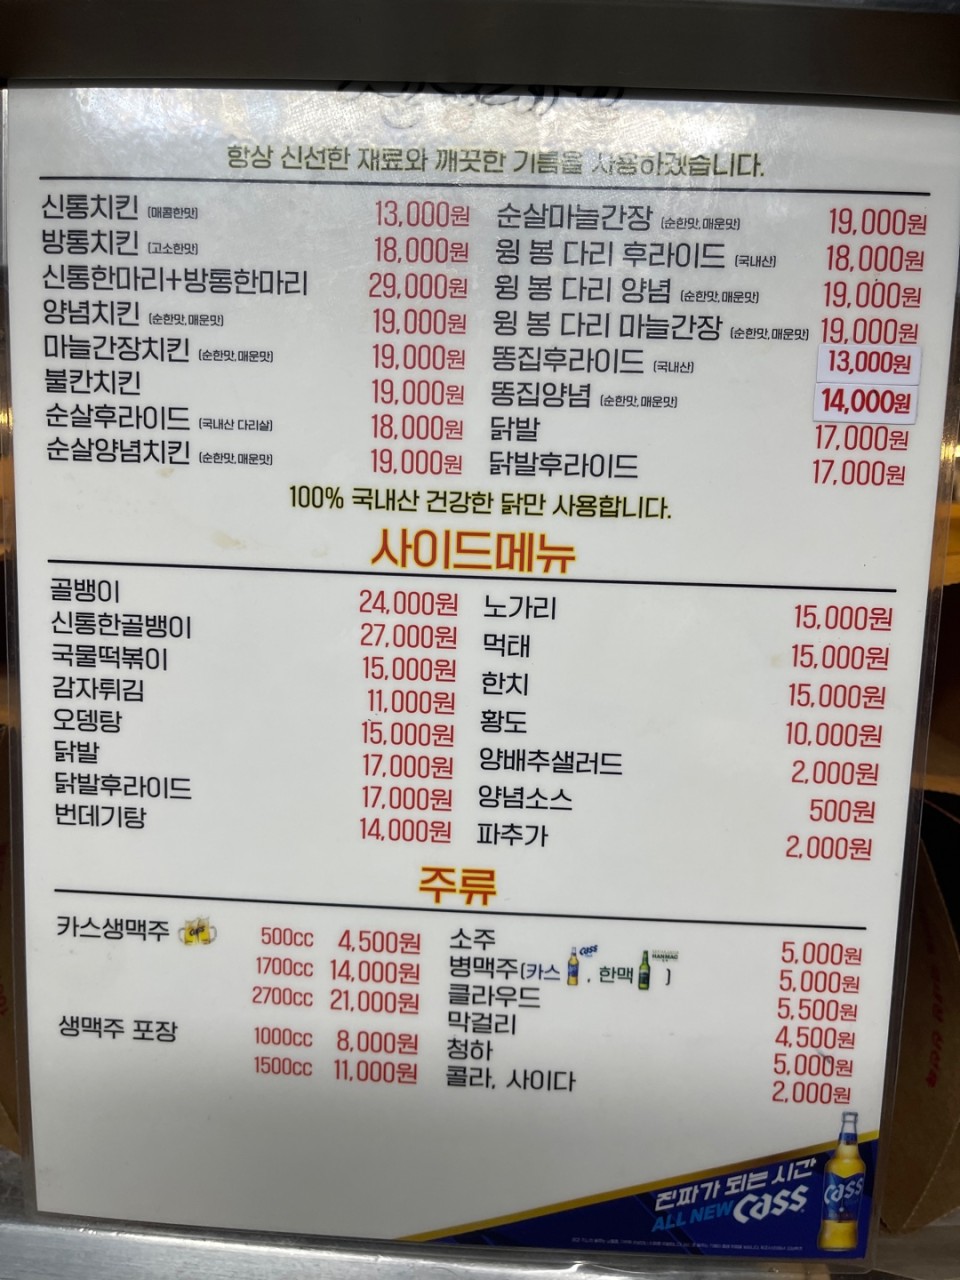 항상 신선한 재료와 깨끗한 기름을 사용하겠습니다.
신통치킨 (매콤한맛) 13,000원
방통치킨 (고소한맛) 18,000원
신통한마리+방통한마리 29,000원
양념치킨 (순한맛,매운맛) 19,000원
마늘간장치킨 (순한맛,매운맛) 19,000원
불칸치킨 19,000원
순살후라이드 (국내산 다리살) 18,000원
순살양념치킨 (순한맛,매운맛) 19,000원
순살마늘간장 (순한맛,매운맛) 19,000원
윙 봉 다리 후라이드 (국내산) 18,000원
윙 봉 다리 양념 (순한맛,매운맛) 19,000원
윙 봉 다리 마늘간장 (순한맛,매운맛) 19,000원
똥집후라이드 (국내산) 13,000원
똥집양념 (순한맛,매운맛) 14,000원
닭발 17,000원
닭발후라이드 17,000원
100% 국내산 건강한 닭만 사용합니다.
사이드메뉴
골뱅이 24,000원
신통한골뱅이 27,000원
국물떡볶이 15,000원
감자튀김 11,000원
오뎅탕 15,000원
닭발 17,000원
닭발후라이드 17,000원
번데기탕 14,000원
노가리 15,000원
먹태 15,000원
한치 15,000원
황도 10,000원
양배추샐러드 2,000원
양념소스 500원
파추가 2,000원
주류
카스생맥주 500cc 4,500원
1700cc 14,000원
2700cc 21,000원
생맥주 포장 1000cc 8,000원
1500cc 11,000원
소주 5,000원
병맥주(카스, 한맥) 5,000원
클라우드 5,500원
막걸리 4,500원
청하 5,000원
콜라, 사이다 2,000원
진짜가 되는 시간
ALL NEW Cass
Cass